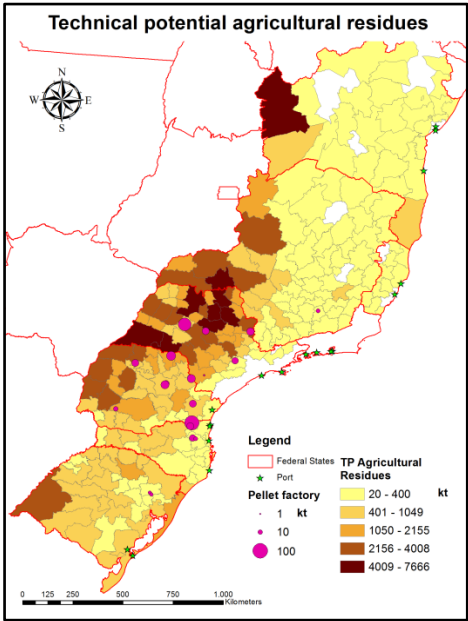 Technical potential agricultural residues
N
W E
S
Legend
Federal States
Port
Pellet factory
1 kt
10
100
TP Agricultural
Residues
20 - 400 kt
401 - 1049
1050 - 2155
2156 - 4008
4009 - 7666
0 125 250 500 750 1.000
Kilometers